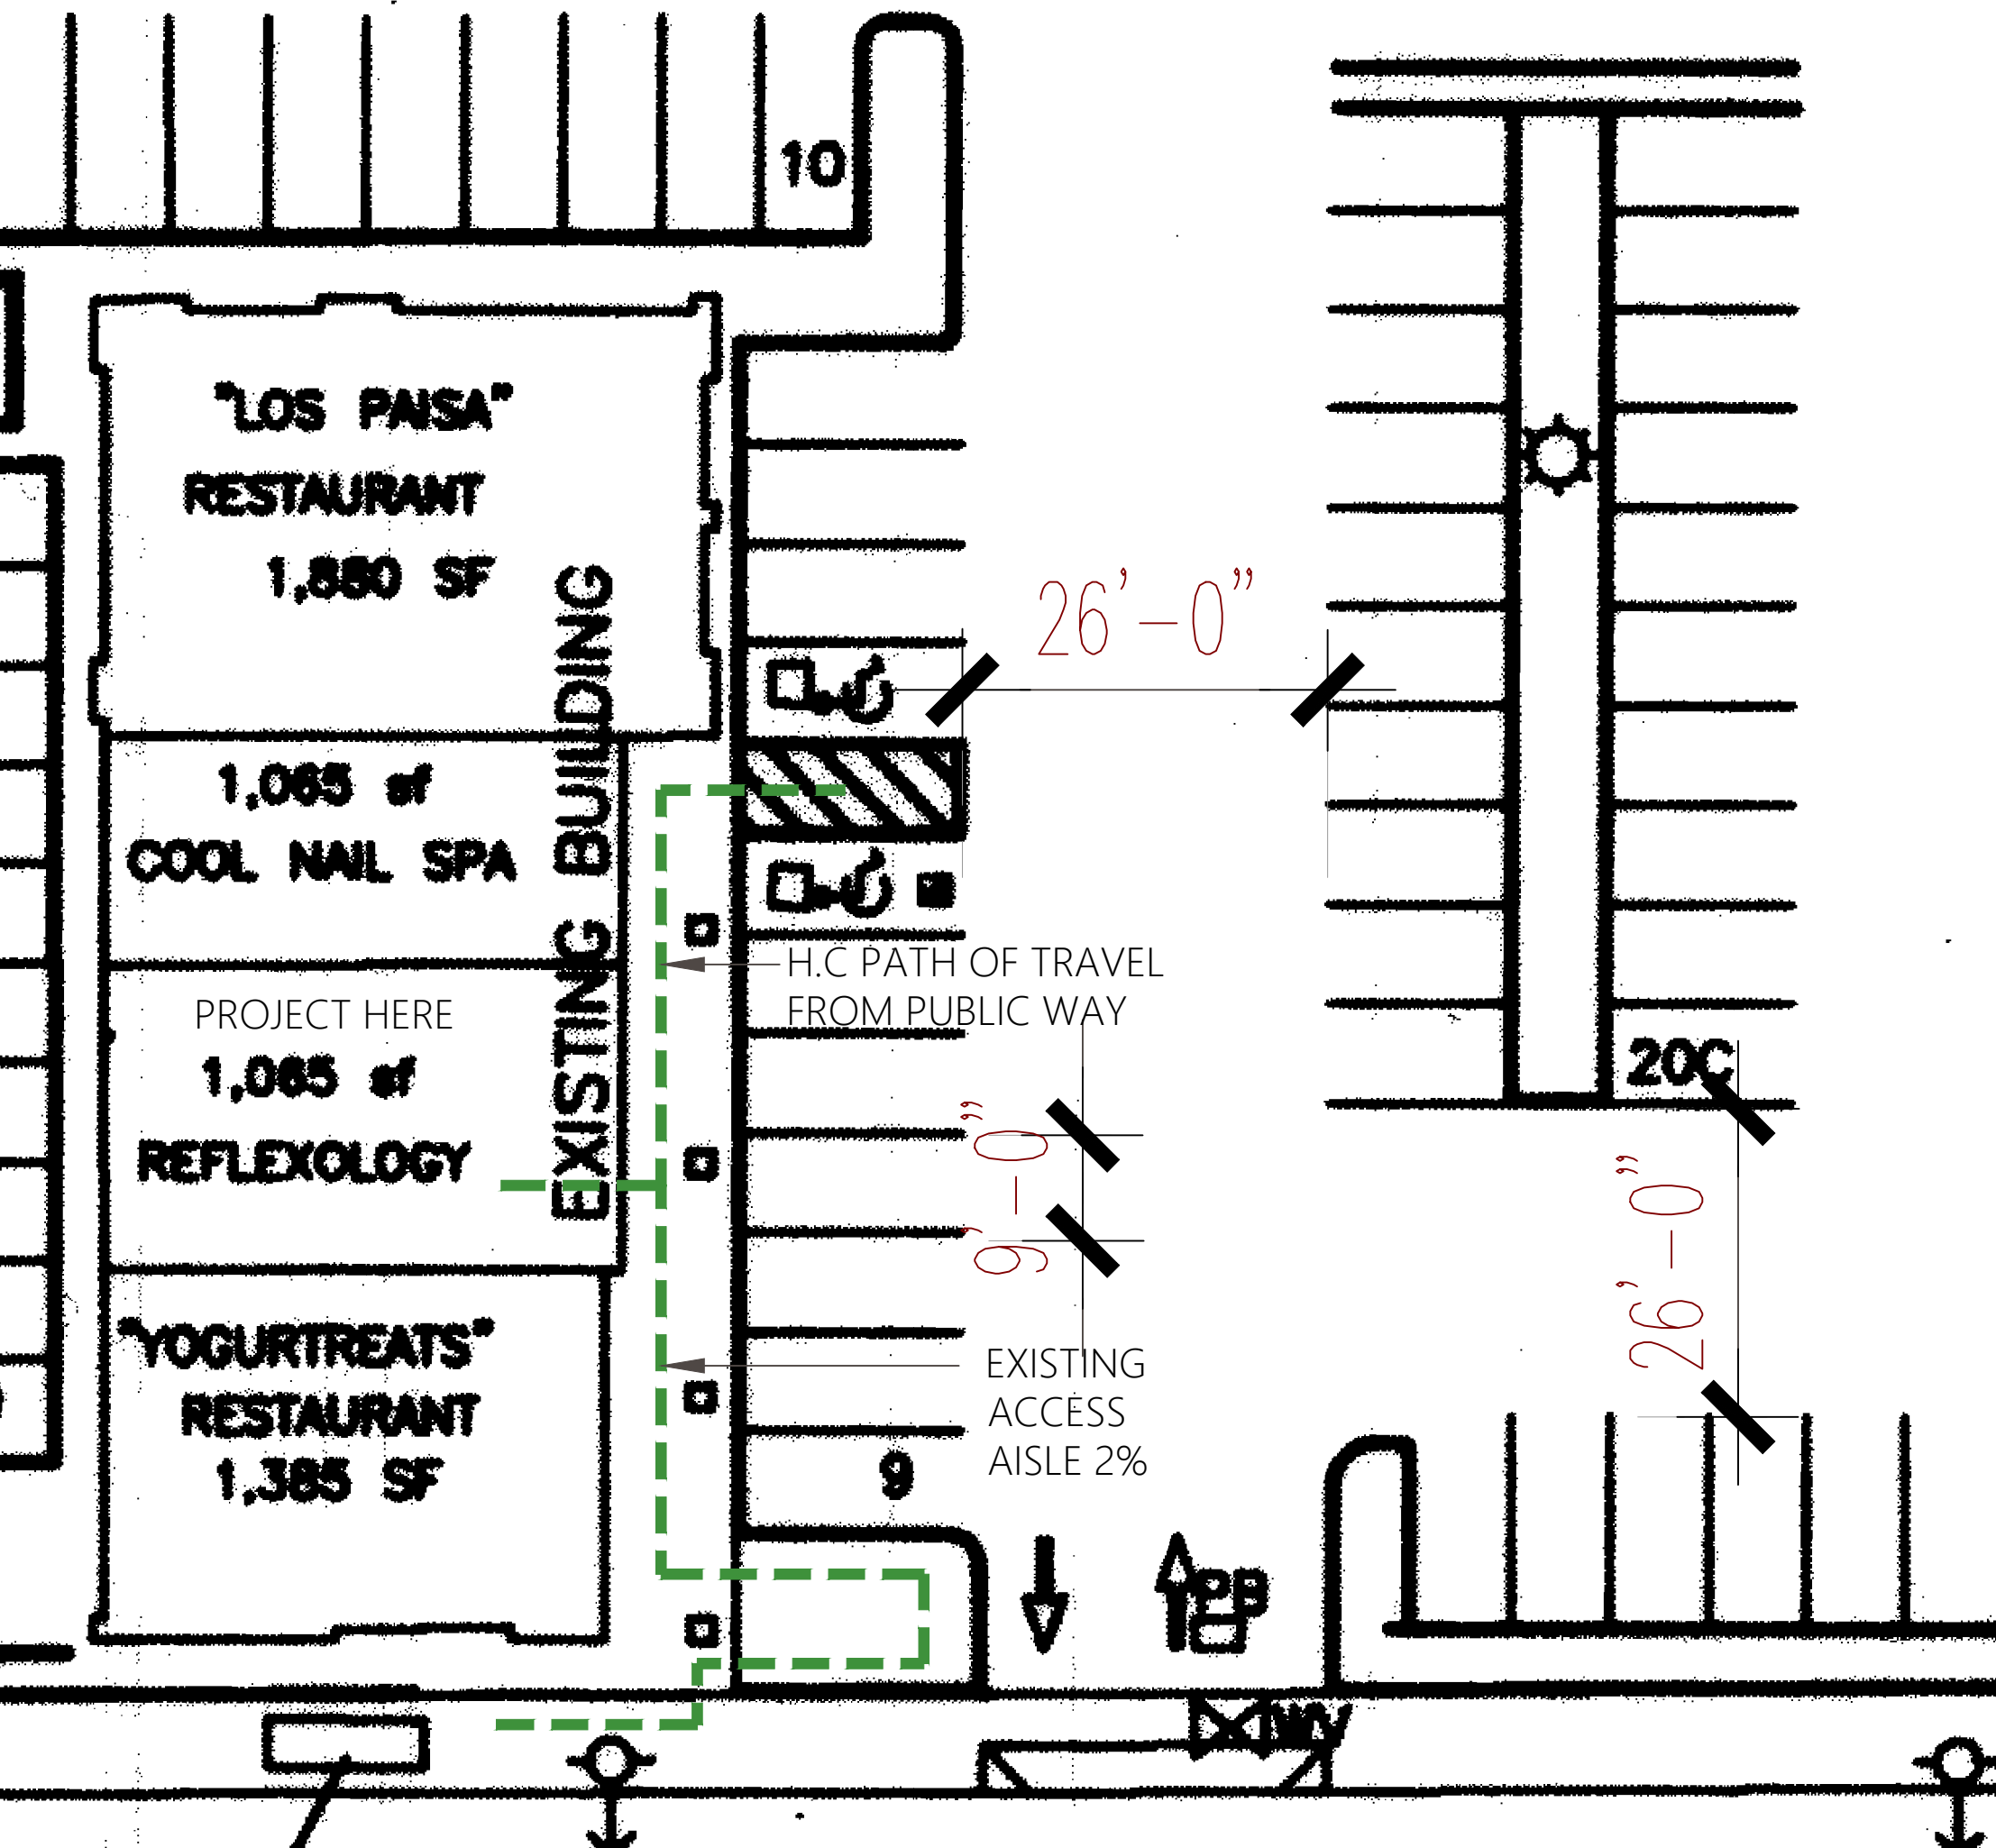 10
"LOS PAISA"
RESTAURANT
1,850 SF
EXISTING BUILDING
26'-0"
1,065 sf
COOL NAIL SPA
H.C PATH OF TRAVEL
FROM PUBLIC WAY
PROJECT HERE
1,065 sf
REFLEXOLOGY
20C
9'-0"
26'-0"
"YOGURTREATS"
RESTAURANT
1,385 SF
EXISTING
ACCESS
AISLE 2%
9
PB
WV